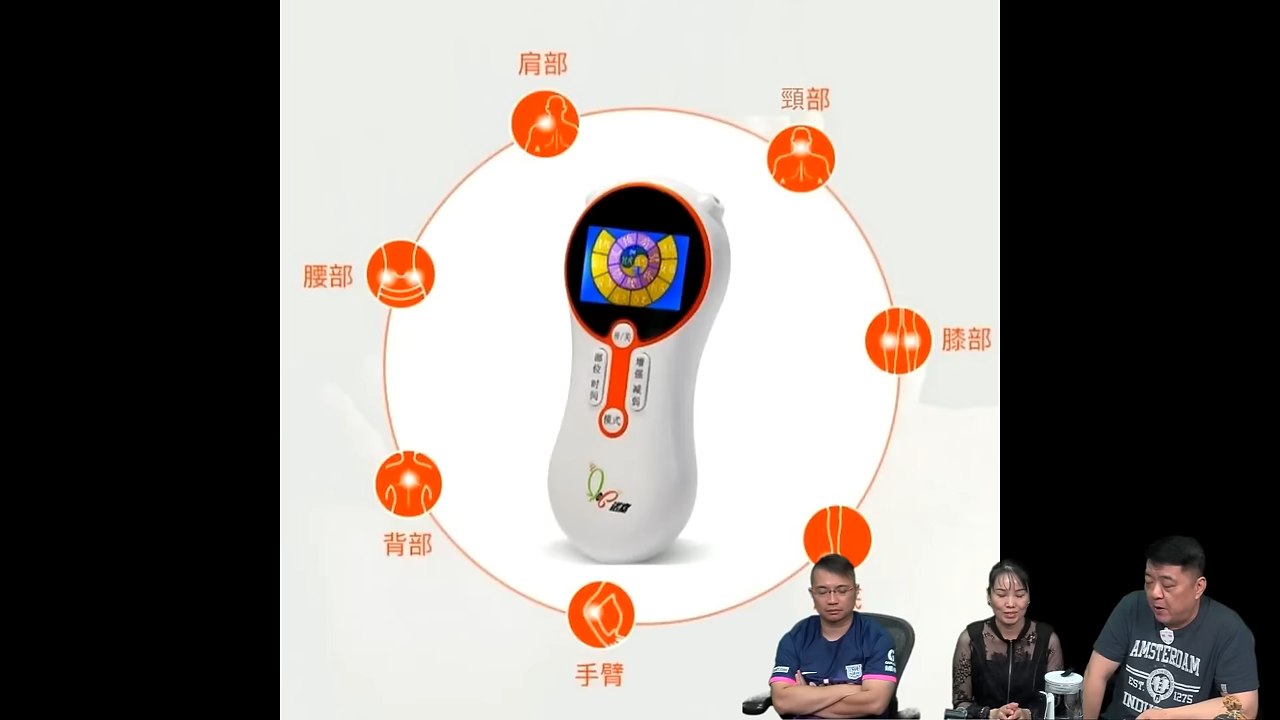 肩部
頸部
腰部
膝部
开/关
部位 时间
增强 减弱
模式
背部
手臂
AMSTERDAM
EST. 1275